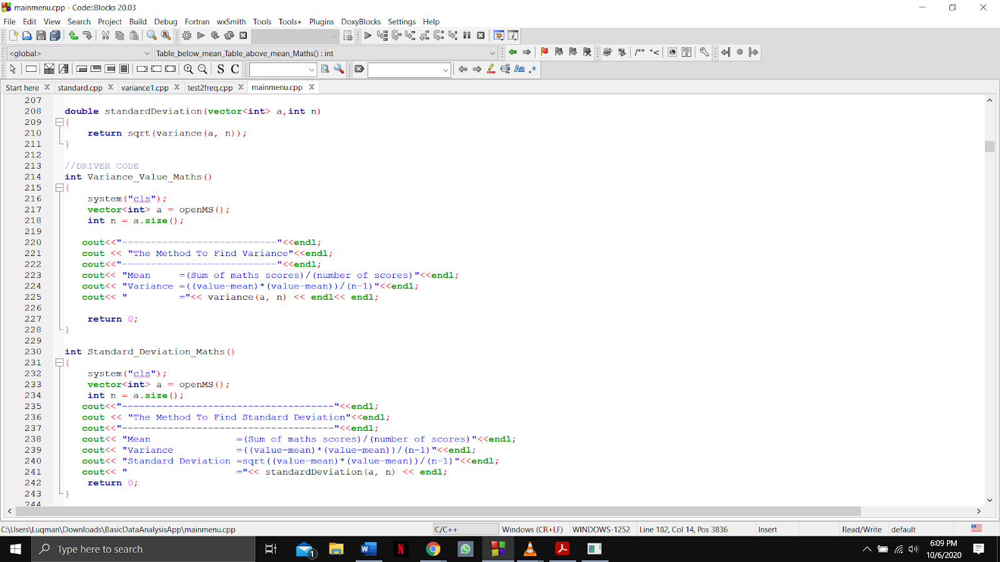 mainmenu.cpp - Code::Blocks 20.03
File Edit View Search Project Build Debug Fortran wxSmith Tools Tools+ Plugins DoxyBlocks Settings Help
<global> Table_below_mean_Table_above_mean_Maths() : int
S C
Start here standard.cpp variance1.cpp test2freq.cpp mainmenu.cpp
207
208 double standardDeviation(vector<int> a,int n)
209 {
210 return sqrt(variance(a, n));
211 }
212
213 //DRIVER CODE
214 int Variance_Value_Maths()
215 {
216 system("cls");
217 vector<int> a = openMS();
218 int n = a.size();
219
220 cout<<"---------------------------"<<endl;
221 cout << "The Method To Find Variance"<<endl;
222 cout<<"---------------------------"<<endl;
223 cout<< "Mean     =(Sum of maths scores)/(number of scores)"<<endl;
224 cout<< "Variance =((value-mean)*(value-mean))/(n-1)"<<endl;
225 cout<< "         ="<< variance(a, n) << endl<< endl;
226
227 return 0;
228 }
229
230 int Standard_Deviation_Maths()
231 {
232 system("cls");
233 vector<int> a = openMS();
234 int n = a.size();
235 cout<<"-------------------------------------"<<endl;
236 cout << "The Method To Find Standard Deviation"<<endl;
237 cout<<"-------------------------------------"<<endl;
238 cout<< "Mean               =(Sum of maths scores)/(number of scores)"<<endl;
239 cout<< "Variance           =((value-mean)*(value-mean))/(n-1)"<<endl;
240 cout<< "Standard Deviation =sqrt((value-mean)*(value-mean))/(n-1)"<<endl;
241 cout<< "                   ="<< standardDeviation(a, n) << endl;
242 return 0;
243 }
244
C:\Users\Luqman\Downloads\BasicDataAnalysisApp\mainmenu.cpp C/C++ Windows (CR+LF) WINDOWS-1252 Line 182, Col 14, Pos 3836 Insert Read/Write default
Type here to search
1
6:09 PM
10/6/2020